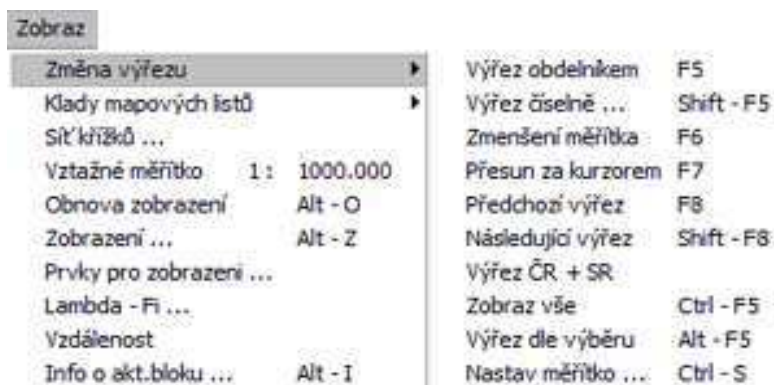 Zobraz
Změna výřezu
Klady mapových listů
Síť křížků ...
Vztažné měřítko 1: 1000.000
Obnova zobrazení Alt - O
Zobrazení ... Alt - Z
Prvky pro zobrazeni ...
Lambda - Fi ...
Vzdálenost
Info o akt.bloku ... Alt - I
Výřez obdelníkem F5
Výřez číselně ... Shift - F5
Zmenšení měřítka F6
Přesun za kurzorem F7
Předchozí výřez F8
Následující výřez Shift - F8
Výřez ČR + SR
Zobraz vše Ctrl - F5
Výřez dle výběru Alt - F5
Nastav měřítko ... Ctrl - S